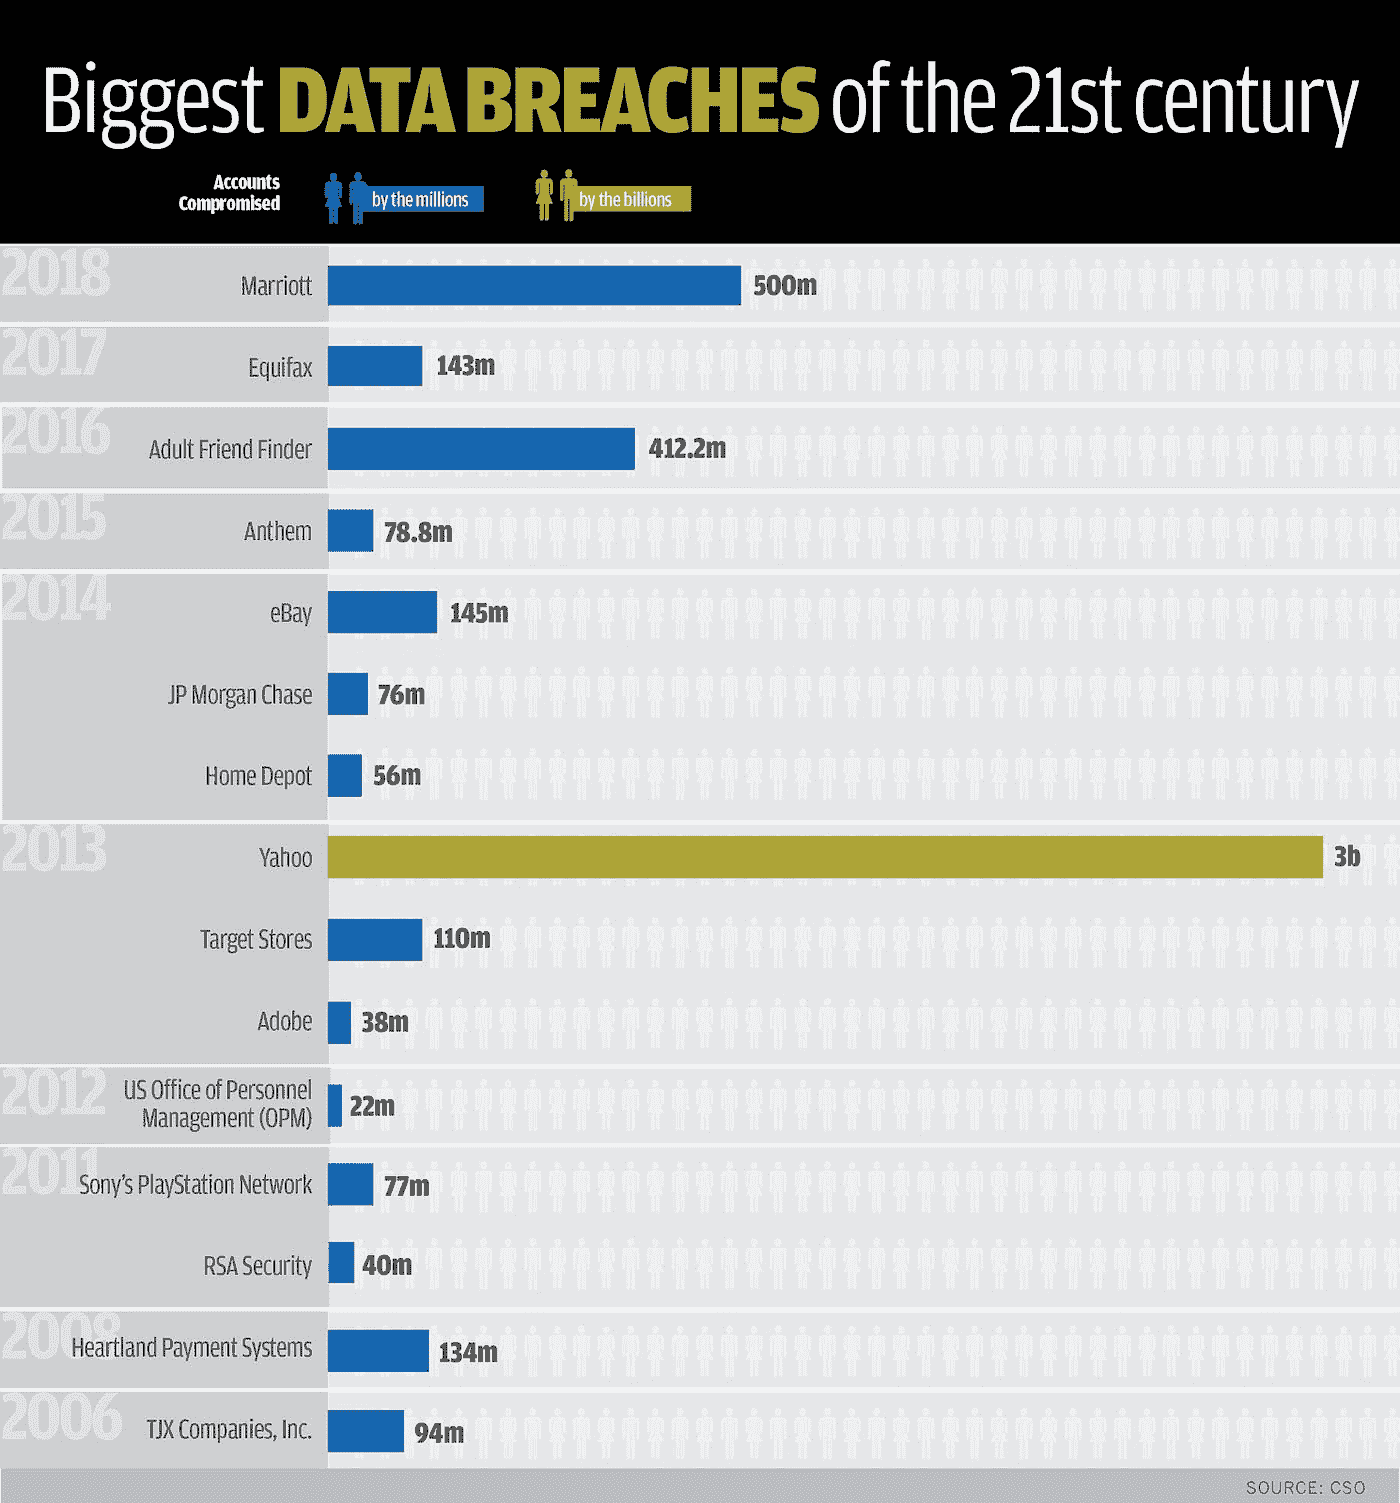 Biggest DATA BREACHES of the 21st century
Accounts
Compromised
by the millions
by the billions
2018
Marriott
500m
2017
Equifax
143m
2016
Adult Friend Finder
412.2m
2015
Anthem
78.8m
2014
eBay
145m
JP Morgan Chase
76m
Home Depot
56m
2013
Yahoo
3b
Target Stores
110m
Adobe
38m
2012
US Office of Personnel
Management (OPM)
22m
2011
Sony's PlayStation Network
77m
RSA Security
40m
2008
Heartland Payment Systems
134m
2006
TJX Companies, Inc.
94m
SOURCE: CSO